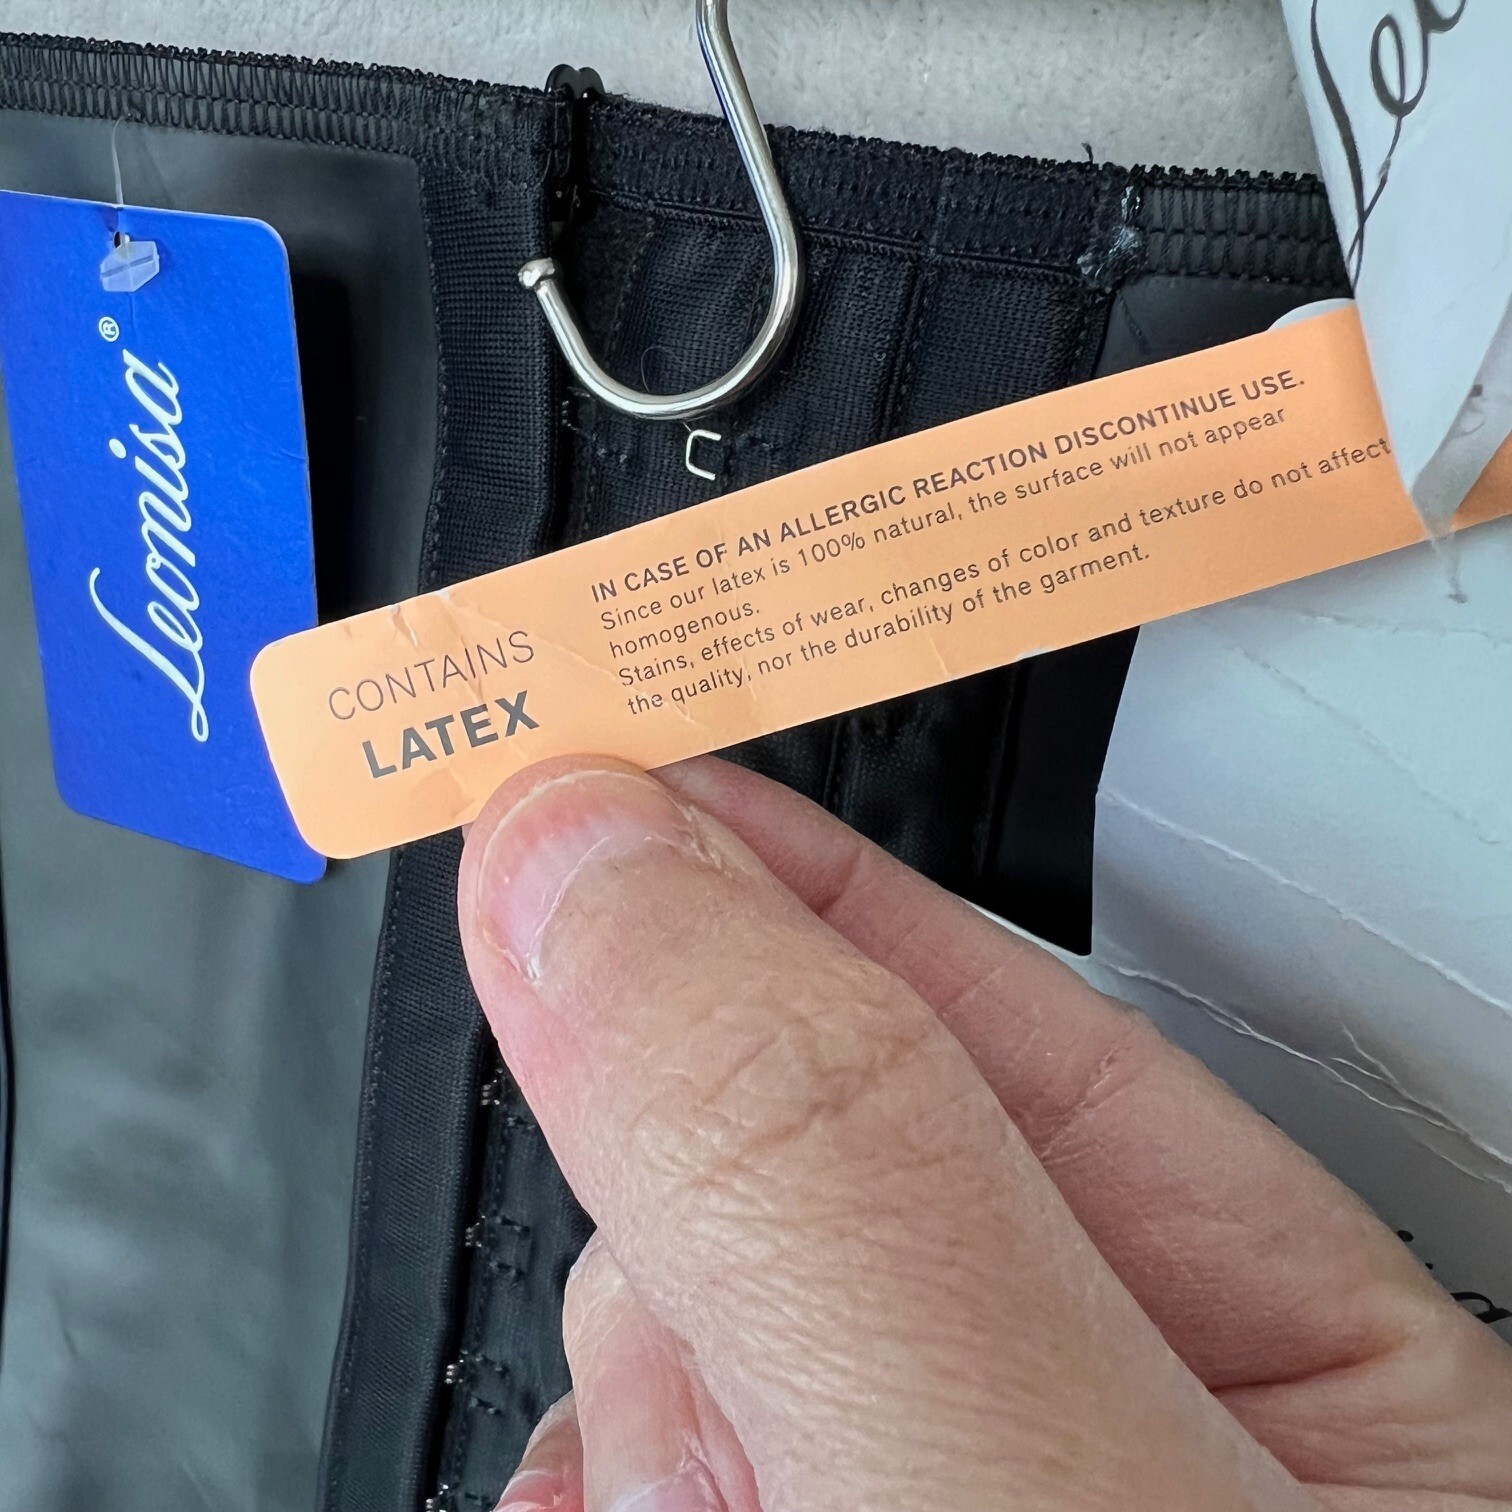 Leonisa®
CONTAINS
LATEX
IN CASE OF AN ALLERGIC REACTION DISCONTINUE USE.
Since our latex is 100% natural, the surface will not appear
homogenous.
Stains, effects of wear, changes of color and texture do not affect
the quality, nor the durability of the garment.